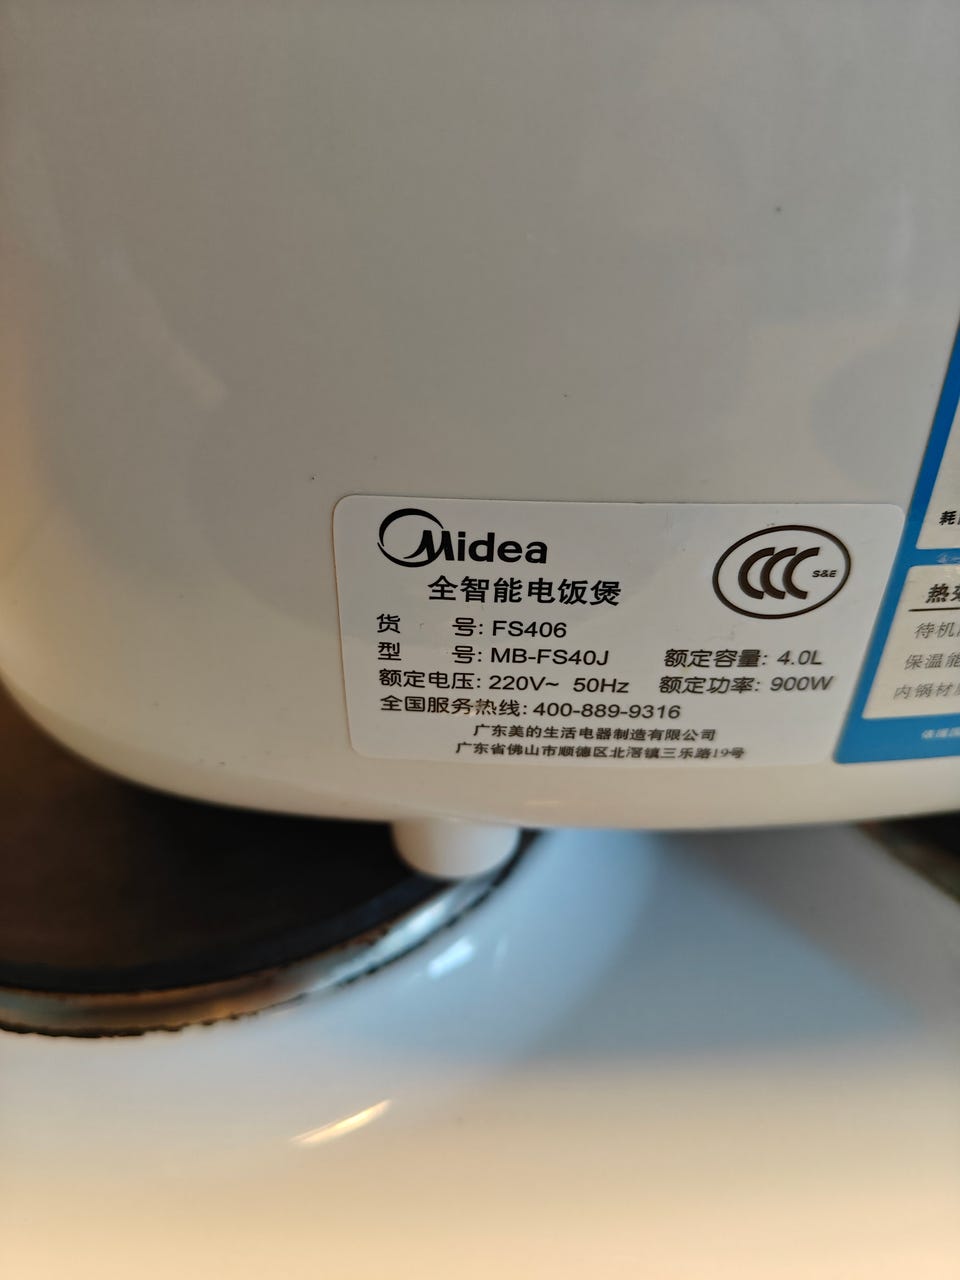 Midea
全智能电饭煲
CCC S&E
货 号: FS406
型 号: MB-FS40J 额定容量: 4.0L
额定电压: 220V~ 50Hz 额定功率: 900W
全国服务热线: 400-889-9316
广东美的生活电器制造有限公司
广东省佛山市顺德区北滘镇三乐路19号
耗
热
待机
保温能
内锅材